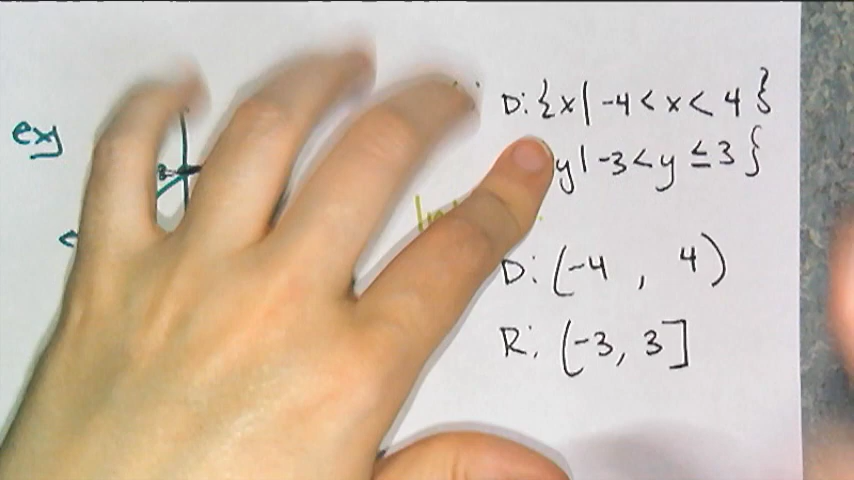 ex
D: {x| -4 < x < 4}
y| -3 < y ≤ 3}
D: (-4 , 4)
R: (-3, 3]